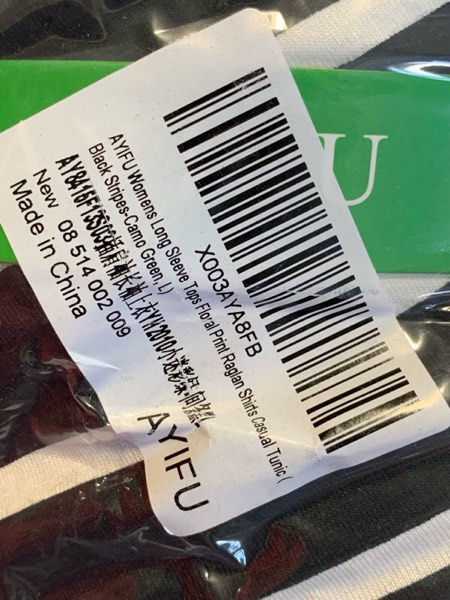 X003AYA8FB
AYIFU Womens Long Sleeve Tops Floral Print Raglan Shirts Casual Tunic (
Black Stripes-Camo Green, L)
New 08 514 002 009
Made in China
AYIFU
FU